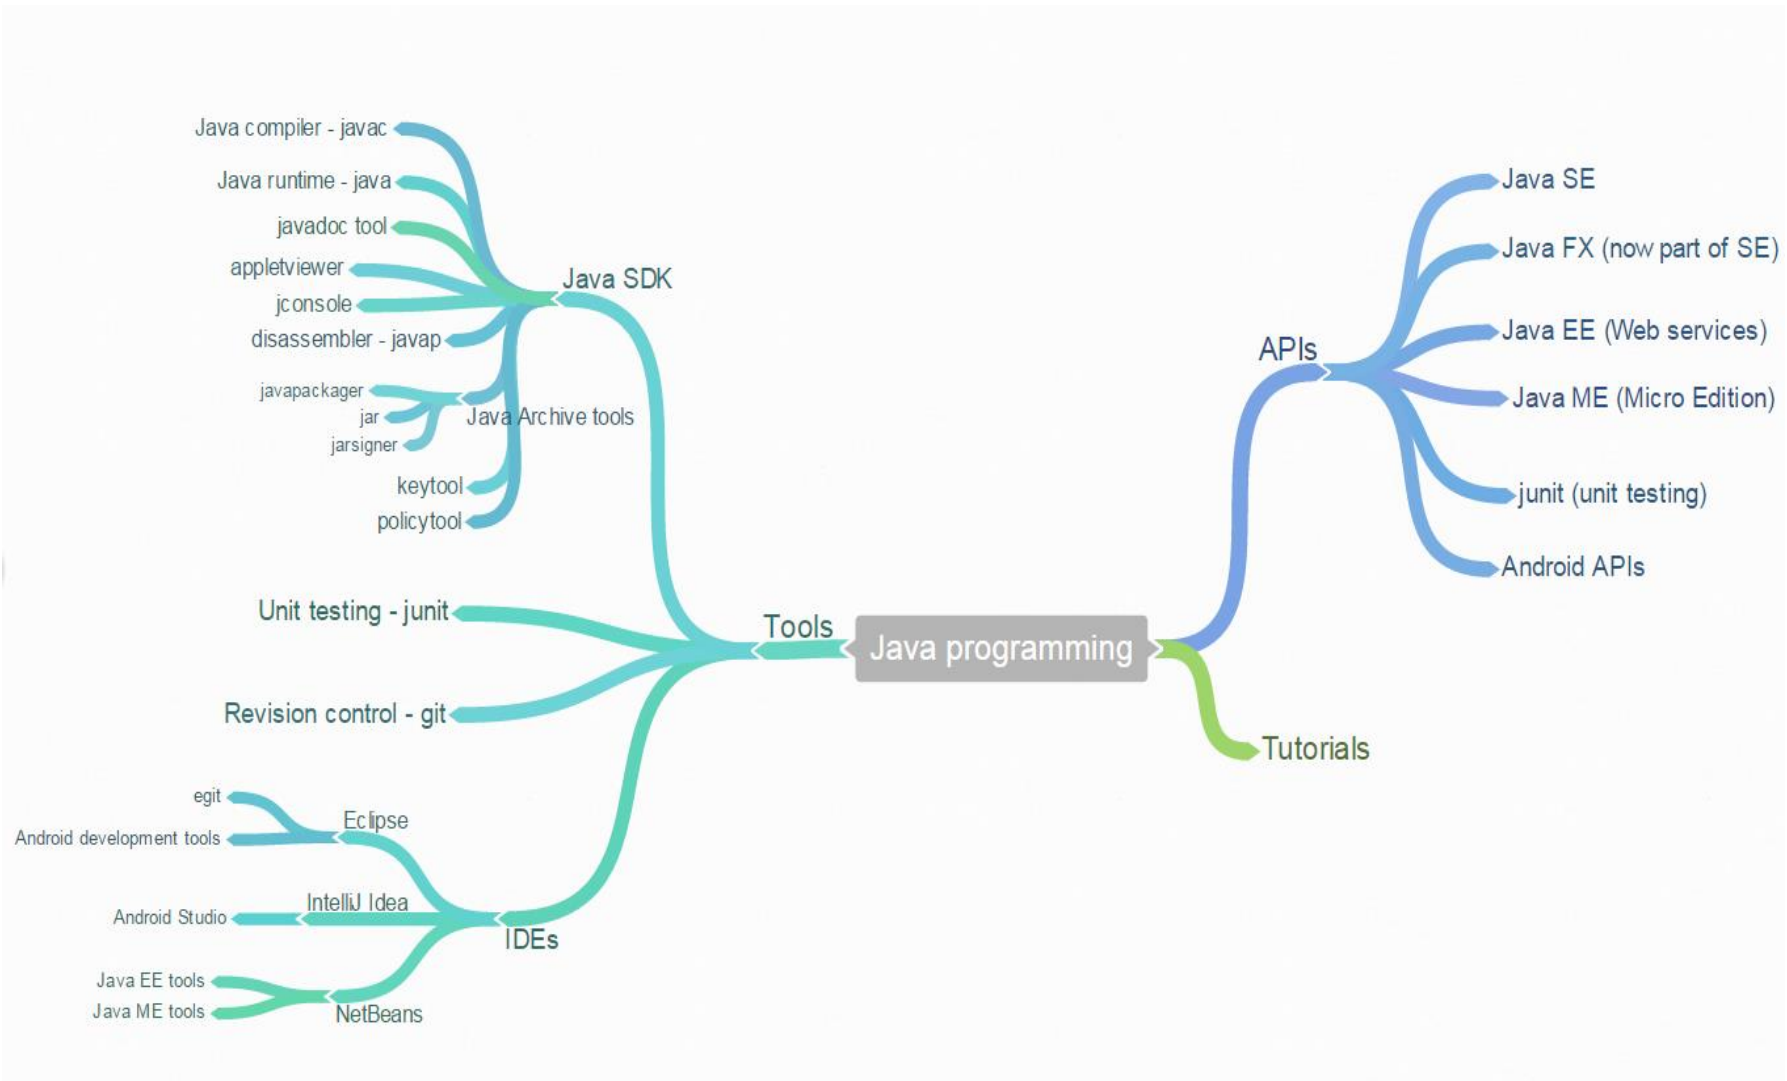 Java programming
Tools
Java SDK
Java compiler - javac
Java runtime - java
javadoc tool
appletviewer
jconsole
disassembler - javap
Java Archive tools
javapackager
jar
jarsigner
keytool
policytool
Unit testing - junit
Revision control - git
IDEs
Eclipse
egit
Android development tools
IntelliJ Idea
Android Studio
NetBeans
Java EE tools
Java ME tools
APIs
Java SE
Java FX (now part of SE)
Java EE (Web services)
Java ME (Micro Edition)
junit (unit testing)
Android APIs
Tutorials